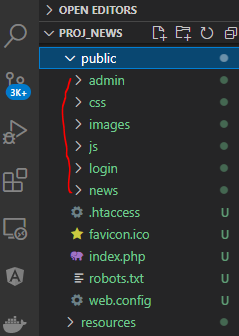 OPEN EDITORS
PROJ_NEWS
public
admin
css
images
js
login
news
.htaccess U
favicon.ico U
index.php U
robots.txt U
web.config U
resources
3K+